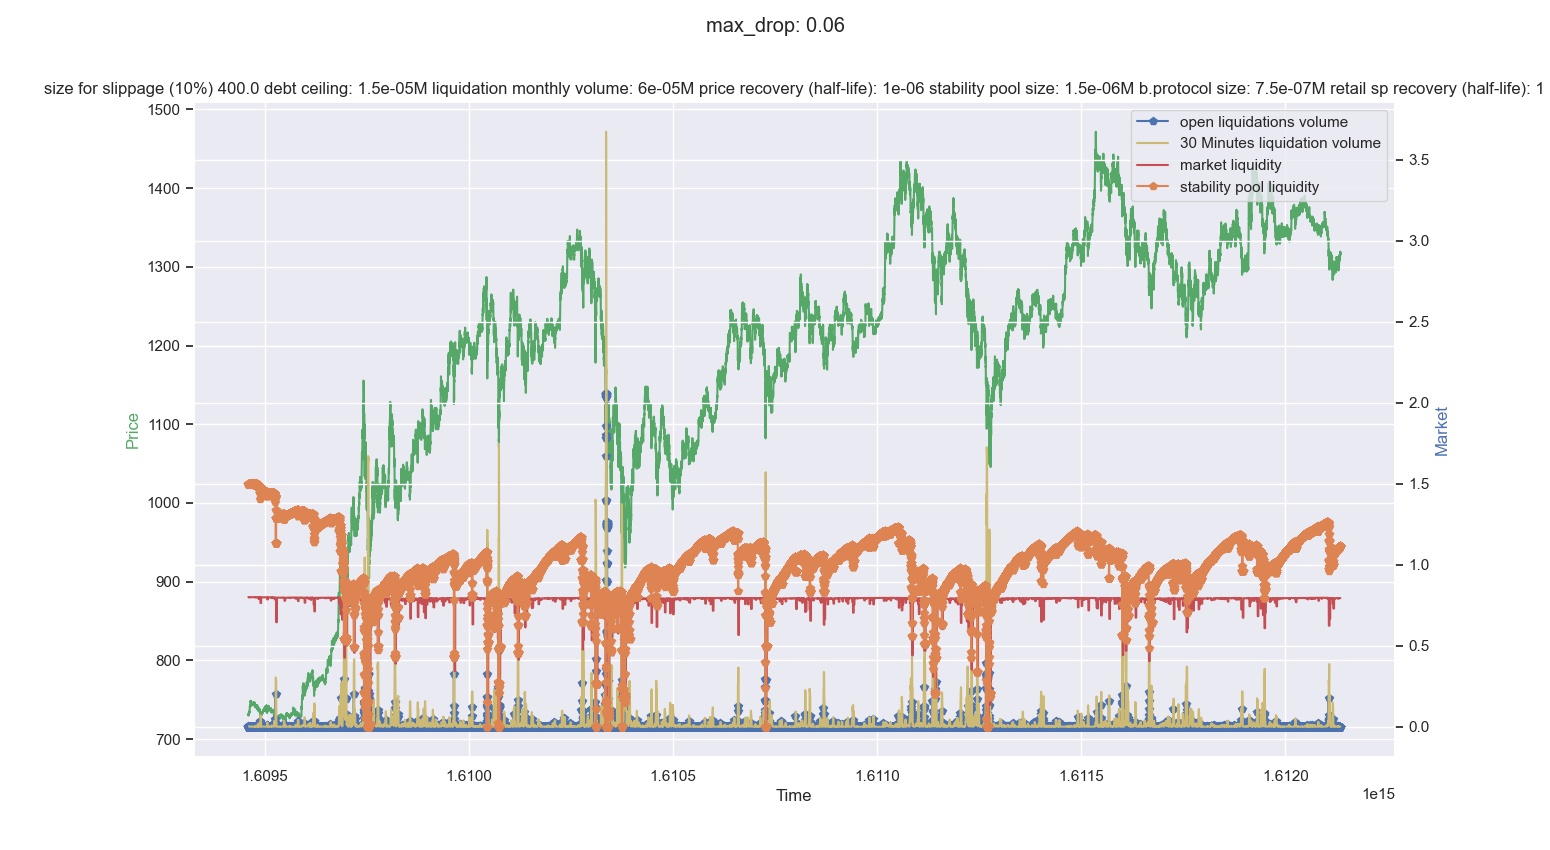 max_drop: 0.06
size for slippage (10%) 400.0 debt ceiling: 1.5e-05M liquidation monthly volume: 6e-05M price recovery (half-life): 1e-06 stability pool size: 1.5e-06M b.protocol size: 7.5e-07M retail sp recovery (half-life): 1
open liquidations volume
30 Minutes liquidation volume
market liquidity
stability pool liquidity
1500
1400
1300
1200
1100
1000
900
800
700
Price
3.5
3.0
2.5
2.0
1.5
1.0
0.5
0.0
Market
1.6095 1.6100 1.6105 1.6110 1.6115 1.6120
1e15
Time